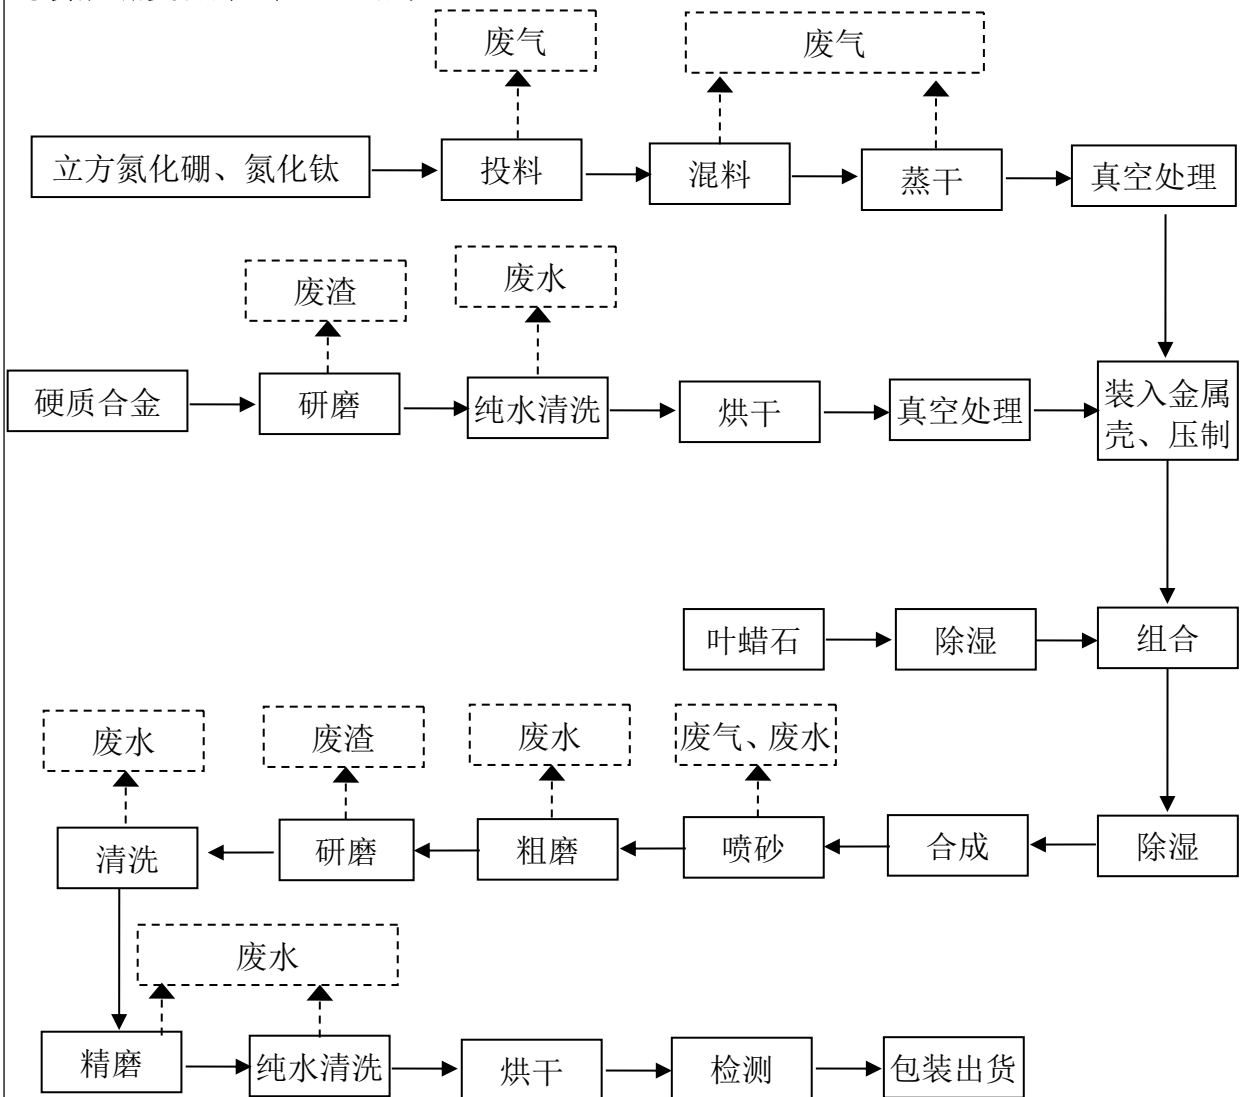 废气
废气
立方氮化硼、氮化钛
投料
混料
蒸干
真空处理
废渣
废水
硬质合金
研磨
纯水清洗
烘干
真空处理
装入金属
壳、压制
叶蜡石
除湿
组合
废水
废渣
废水
废气、废水
清洗
研磨
粗磨
喷砂
合成
除湿
废水
精磨
纯水清洗
烘干
检测
包装出货